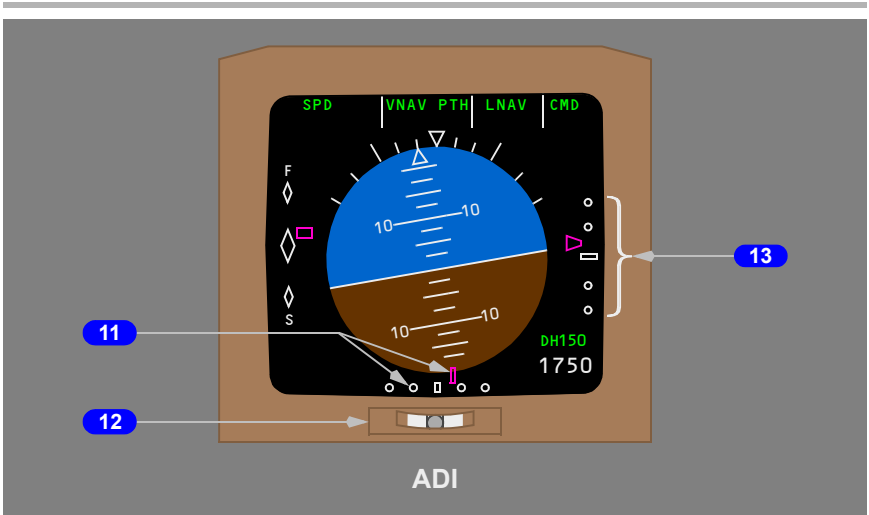 SPD VNAV PTH LNAV CMD
F
10 10
13
S
10 10
11
DH150
1750
12
ADI